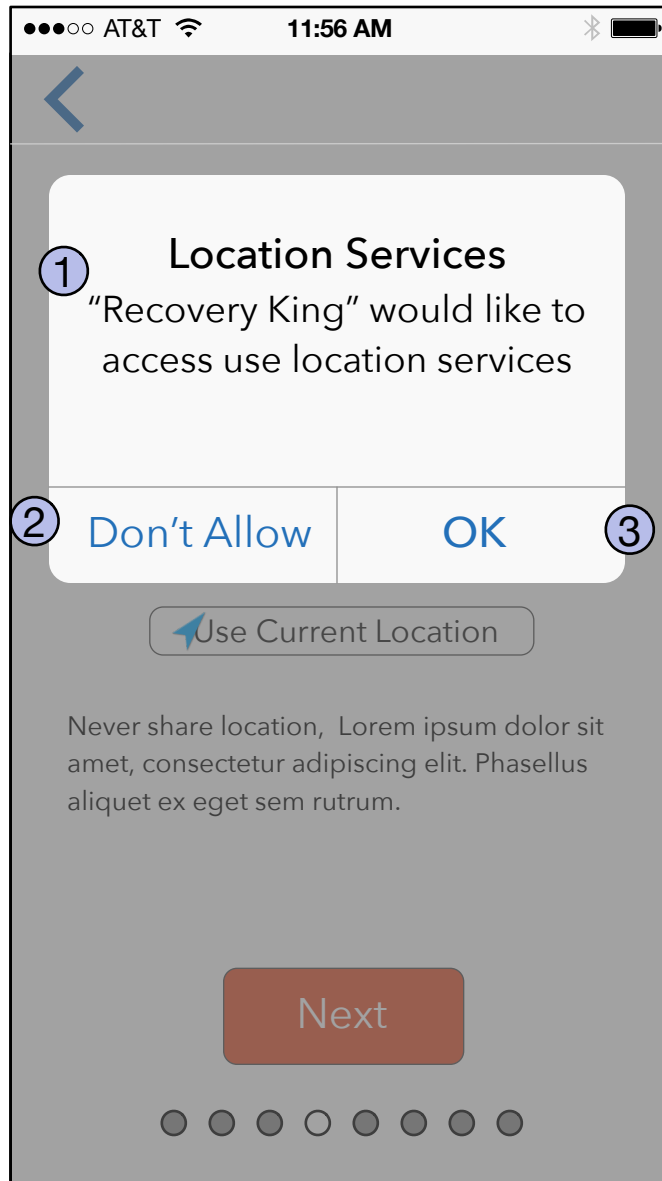 AT&T 11:56 AM
1
Location Services
“Recovery King” would like to
access use location services
2 Don’t Allow OK 3
Use Current Location
Never share location, Lorem ipsum dolor sit
amet, consectetur adipiscing elit. Phasellus
aliquet ex eget sem rutrum.
Next